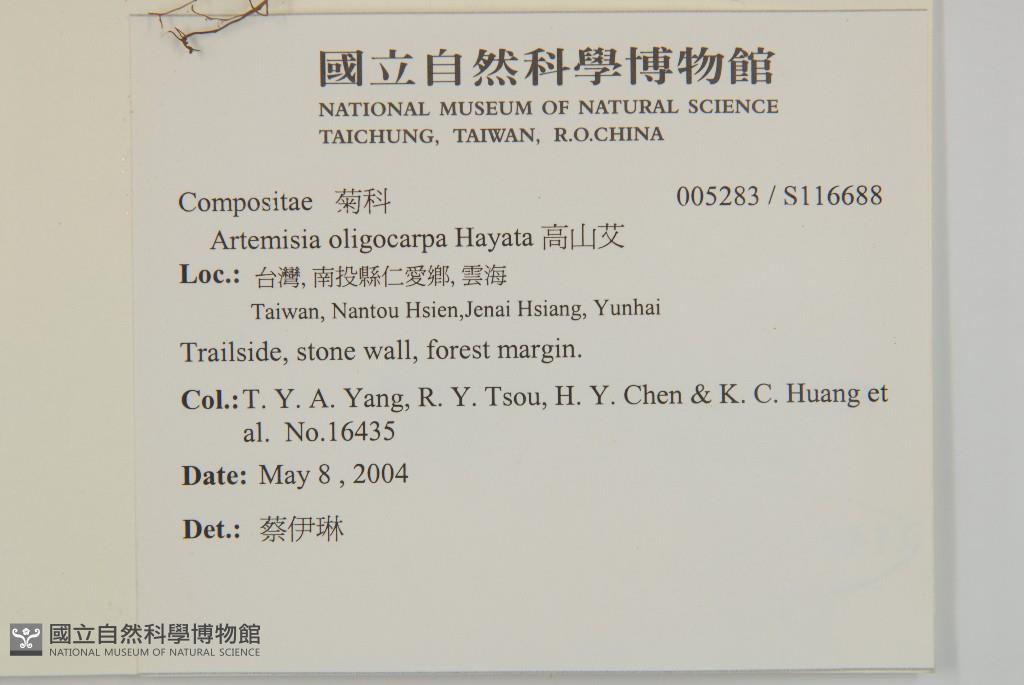 國立自然科學博物館
NATIONAL MUSEUM OF NATURAL SCIENCE
TAICHUNG, TAIWAN, R.O.CHINA
Compositae 菊科 005283 / S116688
Artemisia oligocarpa Hayata 高山艾
Loc.: 台灣, 南投縣仁愛鄉, 雲海
Taiwan, Nantou Hsien,Jenai Hsiang, Yunhai
Trailside, stone wall, forest margin.
Col.: T. Y. A. Yang, R. Y. Tsou, H. Y. Chen & K. C. Huang et
al. No.16435
Date: May 8 , 2004
Det.: 蔡伊琳
國立自然科學博物館
NATIONAL MUSEUM OF NATURAL SCIENCE